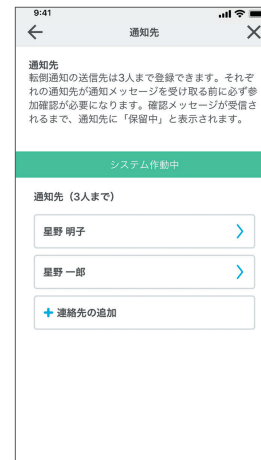 9:41
通知先
通知先
転倒通知の送信先は3人まで登録できます。それぞ
れの通知先が通知メッセージを受け取る前に必ず参
加確認が必要になります。確認メッセージが受信さ
れるまで、通知先に「保留中」と表示されます。
システム作動中
通知先（3人まで）
星野 明子
星野 一郎
+ 連絡先の追加